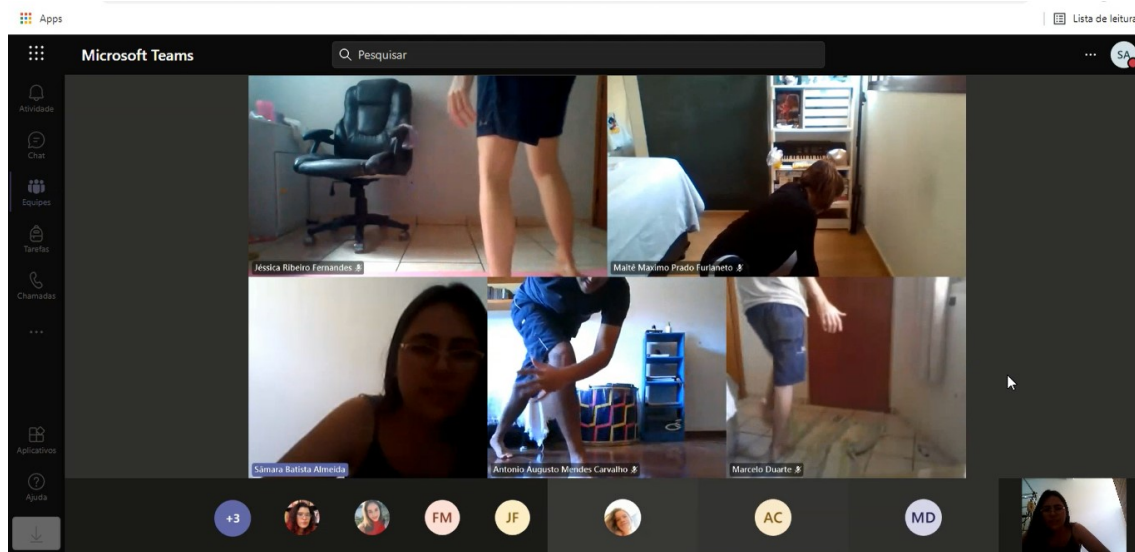 Apps
Lista de leitura
Microsoft Teams
Pesquisar
SA
Atividade
Chat
Equipes
Tarefas
Chamadas
Aplicativos
Ajuda
Jéssica Ribeiro Fernandes
Maitê Maximo Prado Furlaneto
Sâmara Batista Almeida
Antonio Augusto Mendes Carvalho
Marcelo Duarte
+3
FM
JF
AC
MD